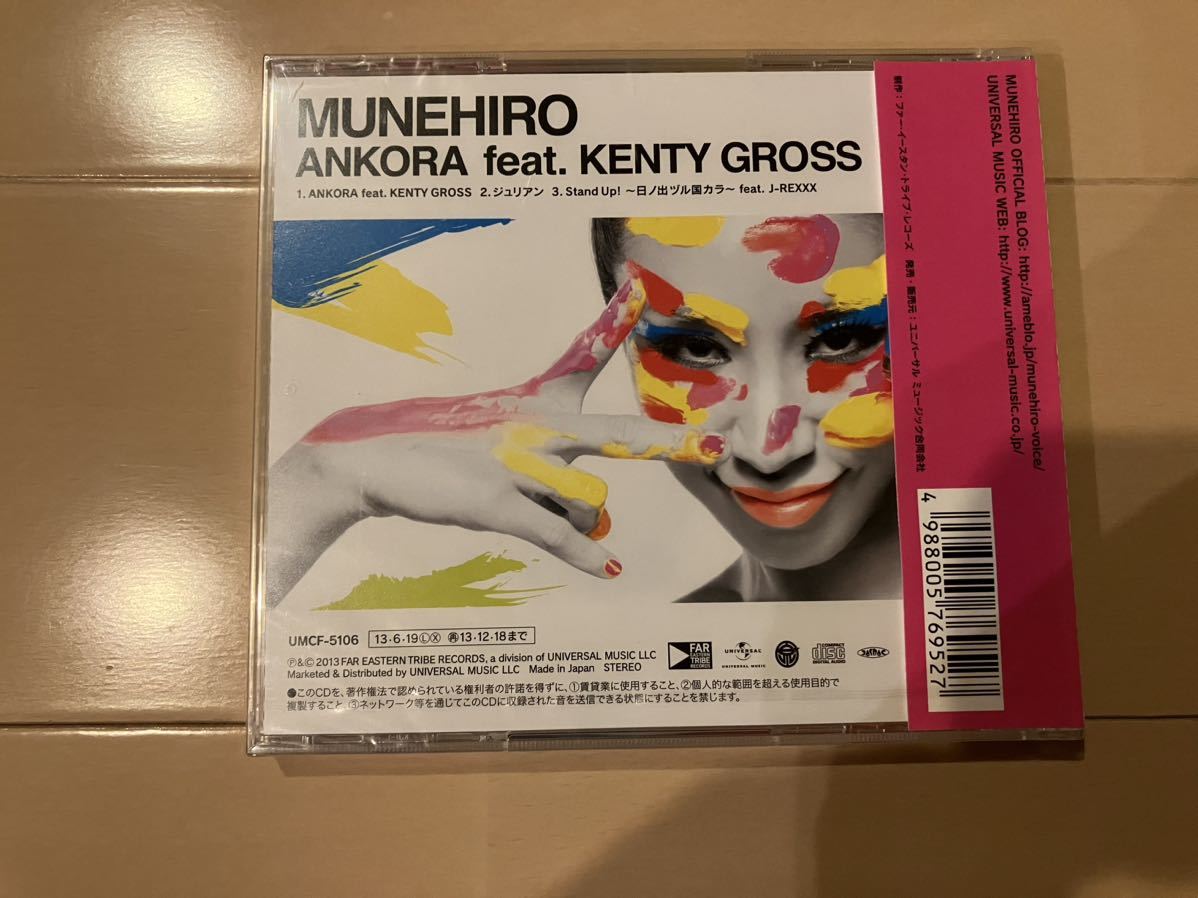 MUNEHIRO
ANKORA feat. KENTY GROSS
1. ANKORA feat. KENTY GROSS 2. ジュリアン 3. Stand Up! ～日ノ出ヅル国カラ～ feat. J-REXXX
UMCF-5106 13·6·19ⓁⓍ ㊢13·12·18まで
℗&© 2013 FAR EASTERN TRIBE RECORDS, a division of UNIVERSAL MUSIC LLC
Marketed & Distributed by UNIVERSAL MUSIC LLC Made in Japan STEREO
●このCDを、著作権法で認められている権利者の許諾を得ずに、①賃貸業に使用すること、②個人的な範囲を超える使用目的で
複製すること、③ネットワーク等を通じてこのCDに収録された音を送信できる状態にすることを禁じます。
FAR
EASTERN
TRIBE
RECORDS
UNIVERSAL
UNIVERSAL MUSIC
COMPACT
disc
DIGITAL AUDIO
MUNEHIRO OFFICIAL BLOG: http://ameblo.jp/munehiro-voice/
UNIVERSAL MUSIC WEB: http://www.universal-music.co.jp/
制作：ファー・イースタン・トライブ・レコーズ 発売・販売元：ユニバーサル ミュージック合同会社
4 988005 769527